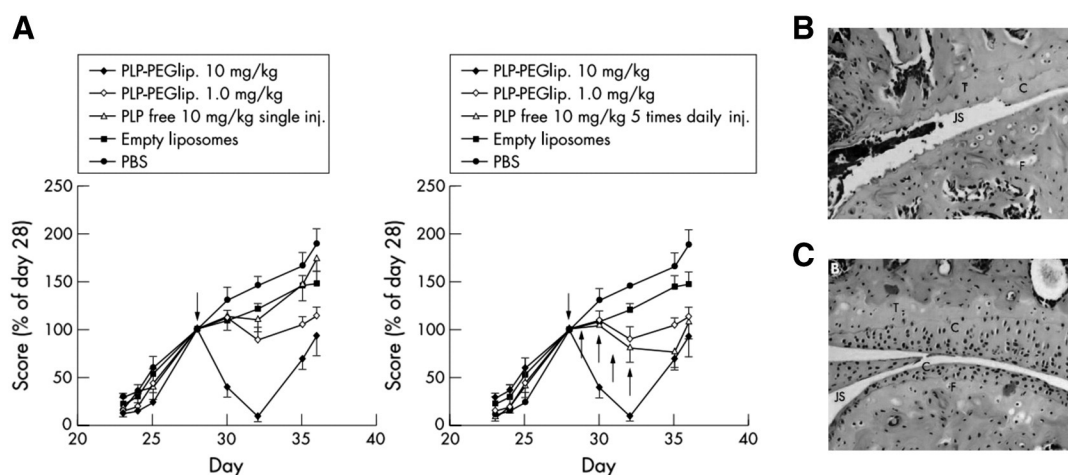 A
PLP-PEGlip. 10 mg/kg
PLP-PEGlip. 1.0 mg/kg
PLP free 10 mg/kg single inj.
Empty liposomes
PBS
Score (% of day 28)
250
200
150
100
50
0
20 25 30 35 40
Day
PLP-PEGlip. 10 mg/kg
PLP-PEGlip. 1.0 mg/kg
PLP free 10 mg/kg 5 times daily inj.
Empty liposomes
PBS
Score (% of day 28)
250
200
150
100
50
0
20 25 30 35 40
Day
B
A
T
C
JS
F
C
B
T
C
C
F
JS